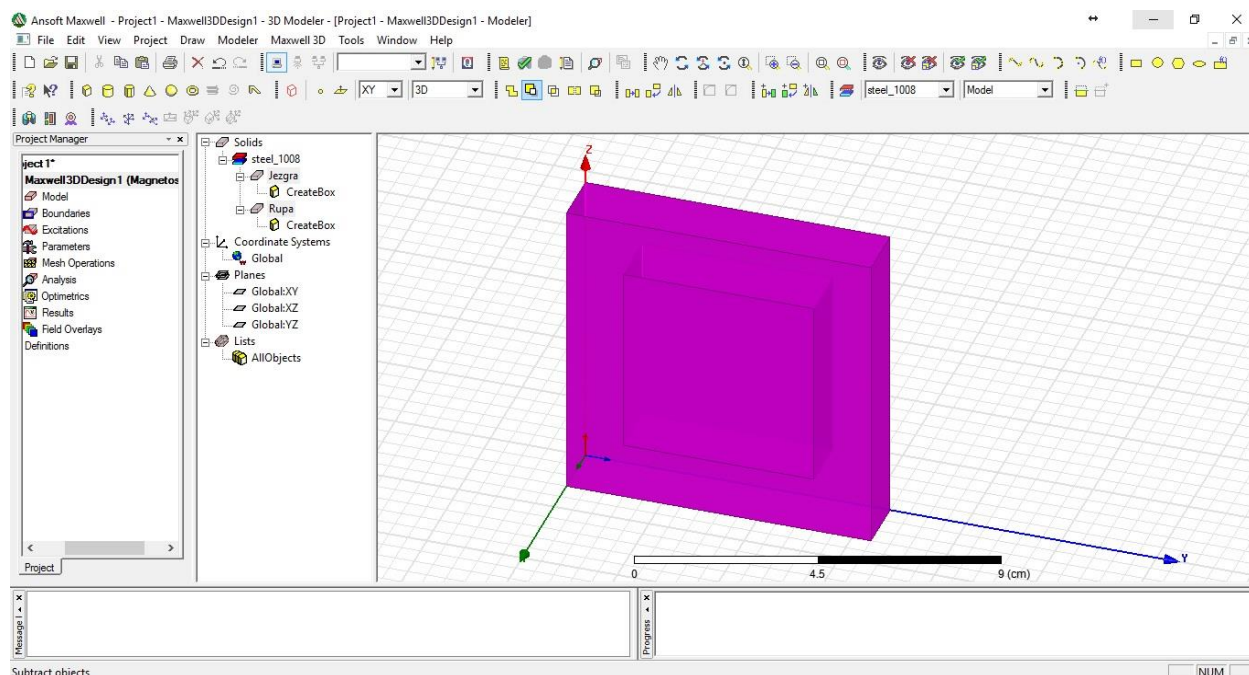 Ansoft Maxwell - Project1 - Maxwell3DDesign1 - 3D Modeler - [Project1 - Maxwell3DDesign1 - Modeler]
File Edit View Project Draw Modeler Maxwell 3D Tools Window Help
XY 3D steel_1008 Model
Project Manager
ject1*
Maxwell3DDesign1 (Magnetos
Model
Boundaries
Excitations
Parameters
Mesh Operations
Analysis
Optimetrics
Results
Field Overlays
Definitions
Project
Solids
steel_1008
Jezgra
CreateBox
Rupa
CreateBox
Coordinate Systems
Global
Planes
Global:XY
Global:XZ
Global:YZ
Lists
AllObjects
Z
Y
0 4.5 9 (cm)
Message
Progress
Subtract objects
NUM